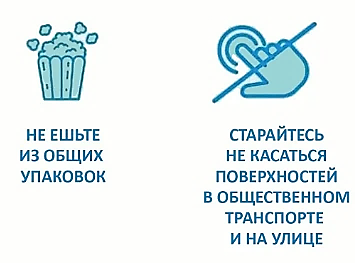 НЕ ЕШЬТЕ
ИЗ ОБЩИХ
УПАКОВОК
СТАРАЙТЕСЬ
НЕ КАСАТЬСЯ
ПОВЕРХНОСТЕЙ
В ОБЩЕСТВЕННОМ
ТРАНСПОРТЕ
И НА УЛИЦЕ